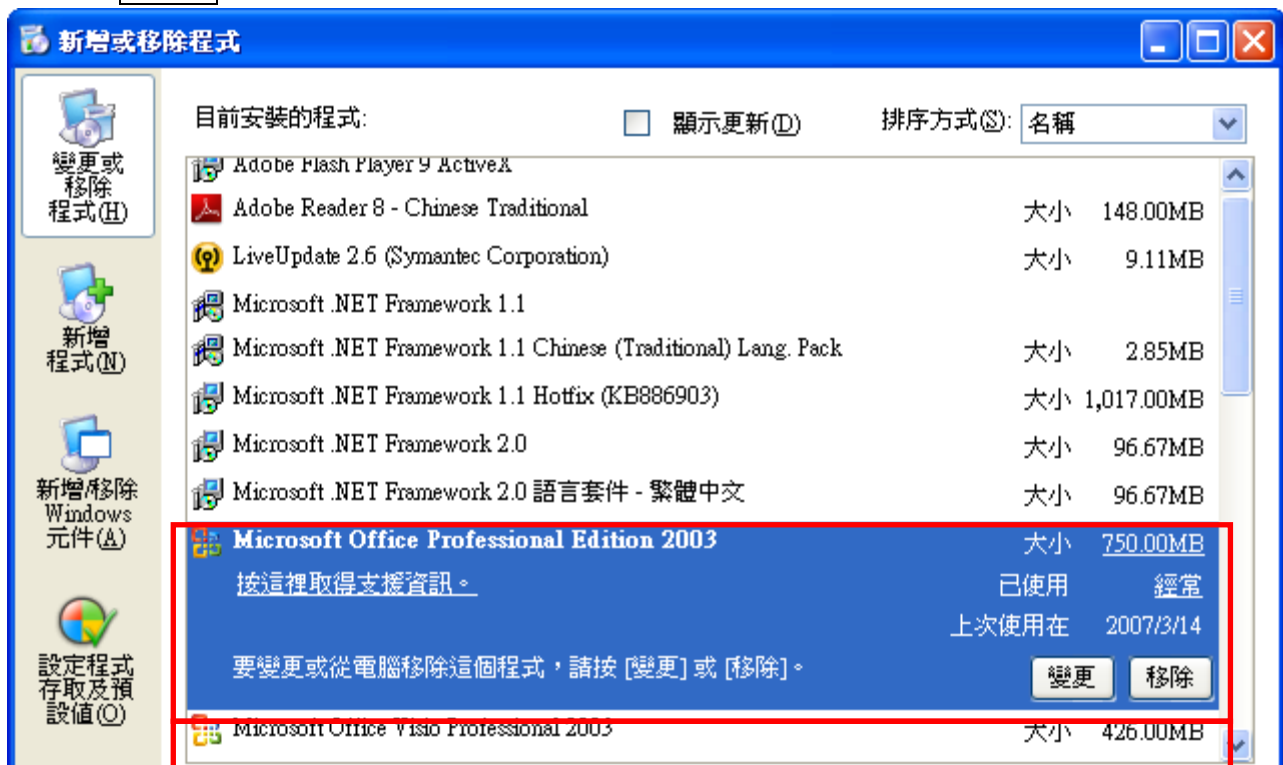 新增或移除程式
變更或
移除
程式(H)
新增
程式(N)
新增/移除
Windows
元件(A)
設定程式
存取及預
設值(O)
目前安裝的程式:
顯示更新(D)
排序方式(S): 名稱
Adobe Flash Player 9 ActiveX
Adobe Reader 8 - Chinese Traditional 大小 148.00MB
LiveUpdate 2.6 (Symantec Corporation) 大小 9.11MB
Microsoft .NET Framework 1.1
Microsoft .NET Framework 1.1 Chinese (Traditional) Lang. Pack 大小 2.85MB
Microsoft .NET Framework 1.1 Hotfix (KB886903) 大小 1,017.00MB
Microsoft .NET Framework 2.0 大小 96.67MB
Microsoft .NET Framework 2.0 語言套件 - 繁體中文 大小 96.67MB
Microsoft Office Professional Edition 2003 大小 750.00MB
按這裡取得支援資訊。 已使用 經常
上次使用在 2007/3/14
要變更或從電腦移除這個程式，請按 [變更] 或 [移除]。 變更 移除
Microsoft Office Visio Professional 2003 大小 426.00MB